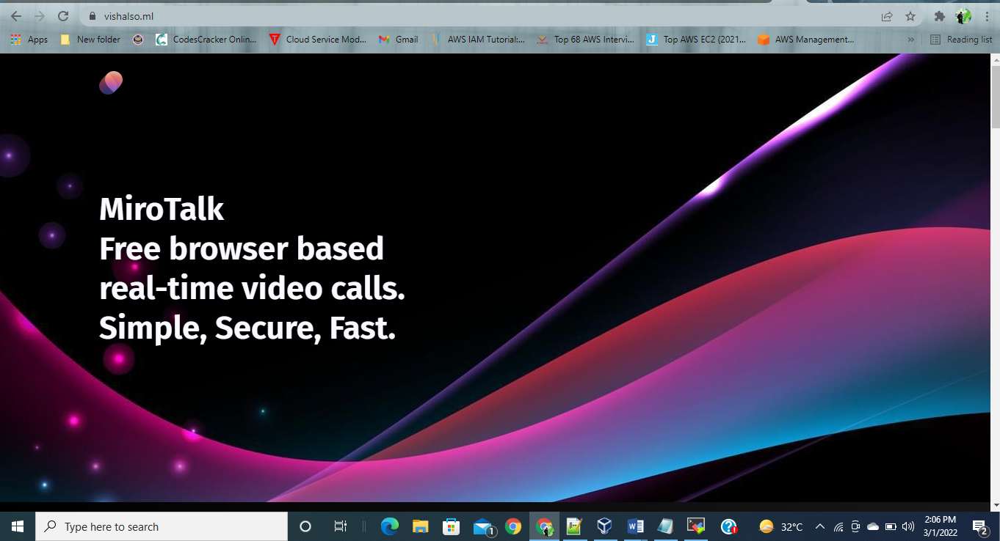 vishalso.ml
Apps
New folder
CodesCracker Onlin...
Cloud Service Mod...
Gmail
AWS IAM Tutorial:...
Top 68 AWS Intervi...
Top AWS EC2 (2021...
AWS Management...
»
Reading list
MiroTalk
Free browser based
real-time video calls.
Simple, Secure, Fast.
Type here to search
1
32°C
2:06 PM
3/1/2022
2